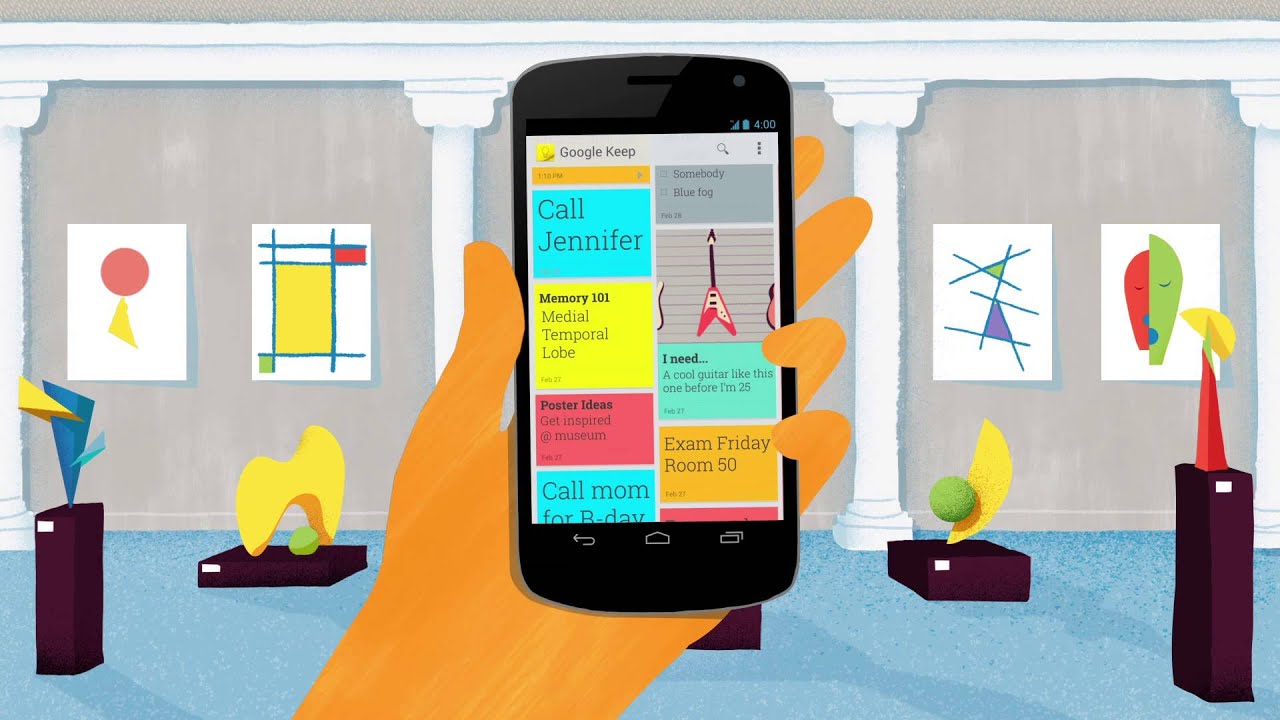 4:00
Google Keep
1:10 PM
Call
Jennifer
Memory 101
Medial
Temporal
Lobe
Feb 27
Poster Ideas
Get inspired
@ museum
Feb 27
Call mom
for B-day
Somebody
Blue fog
Feb 28
I need...
A cool guitar like this
one before I'm 25
Feb 27
Exam Friday
Room 50
Feb 27